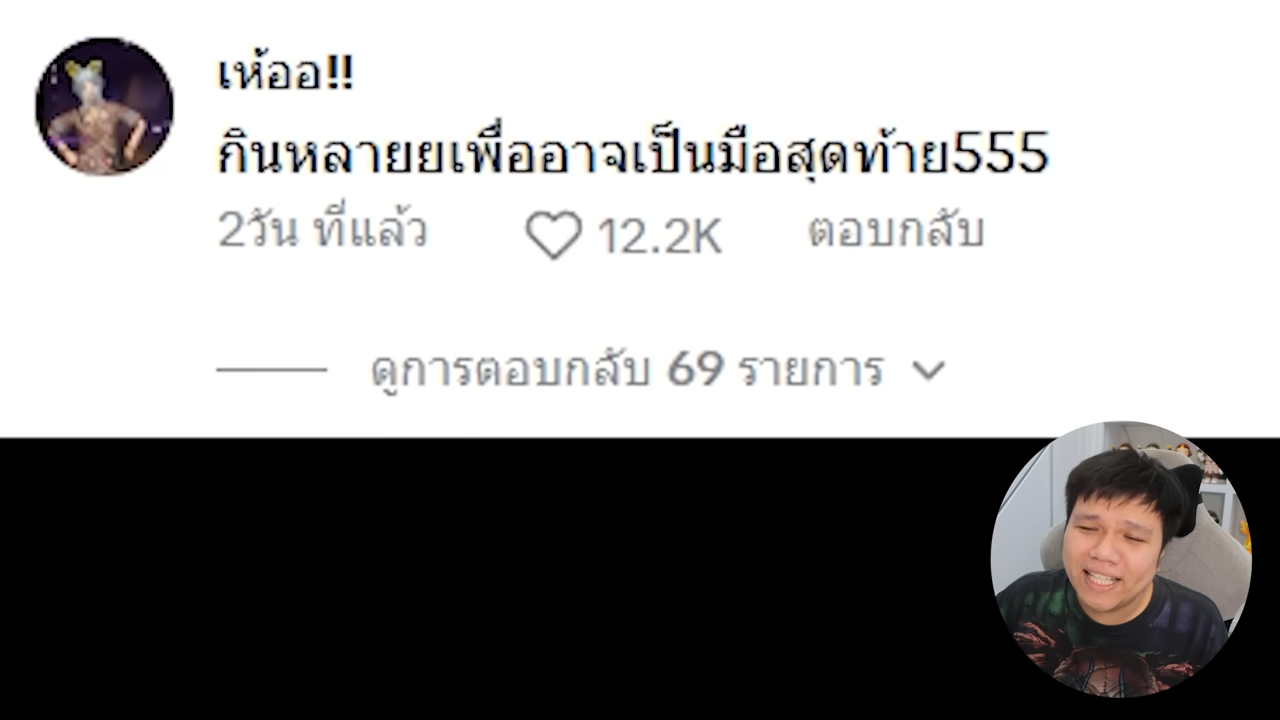 เห้ออ!!
กินหลายยเพื่ออาจเป็นมือสุดท้าย555
2วัน ที่แล้ว 12.2K ตอบกลับ
ดูการตอบกลับ 69 รายการ